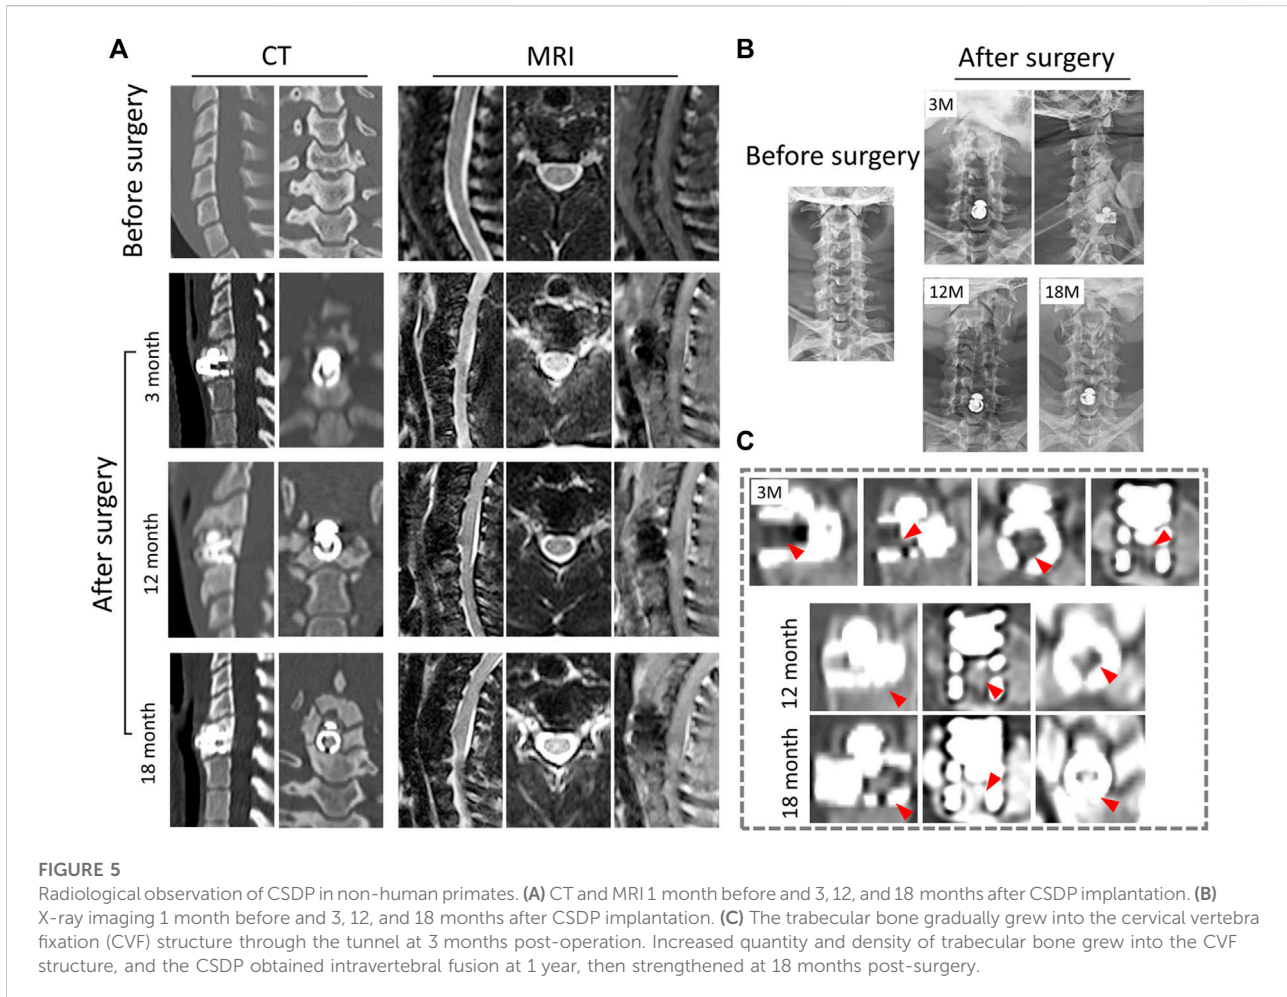 A
CT
MRI
Before surgery
After surgery
3 month
12 month
18 month
B
After surgery
Before surgery
3M
12M
18M
C
3M
12 month
18 month
FIGURE 5
Radiological observation of CSDP in non-human primates. (A) CT and MRI 1 month before and 3, 12, and 18 months after CSDP implantation. (B)
X-ray imaging 1 month before and 3, 12, and 18 months after CSDP implantation. (C) The trabecular bone gradually grew into the cervical vertebra
fixation (CVF) structure through the tunnel at 3 months post-operation. Increased quantity and density of trabecular bone grew into the CVF
structure, and the CSDP obtained intravertebral fusion at 1 year, then strengthened at 18 months post-surgery.